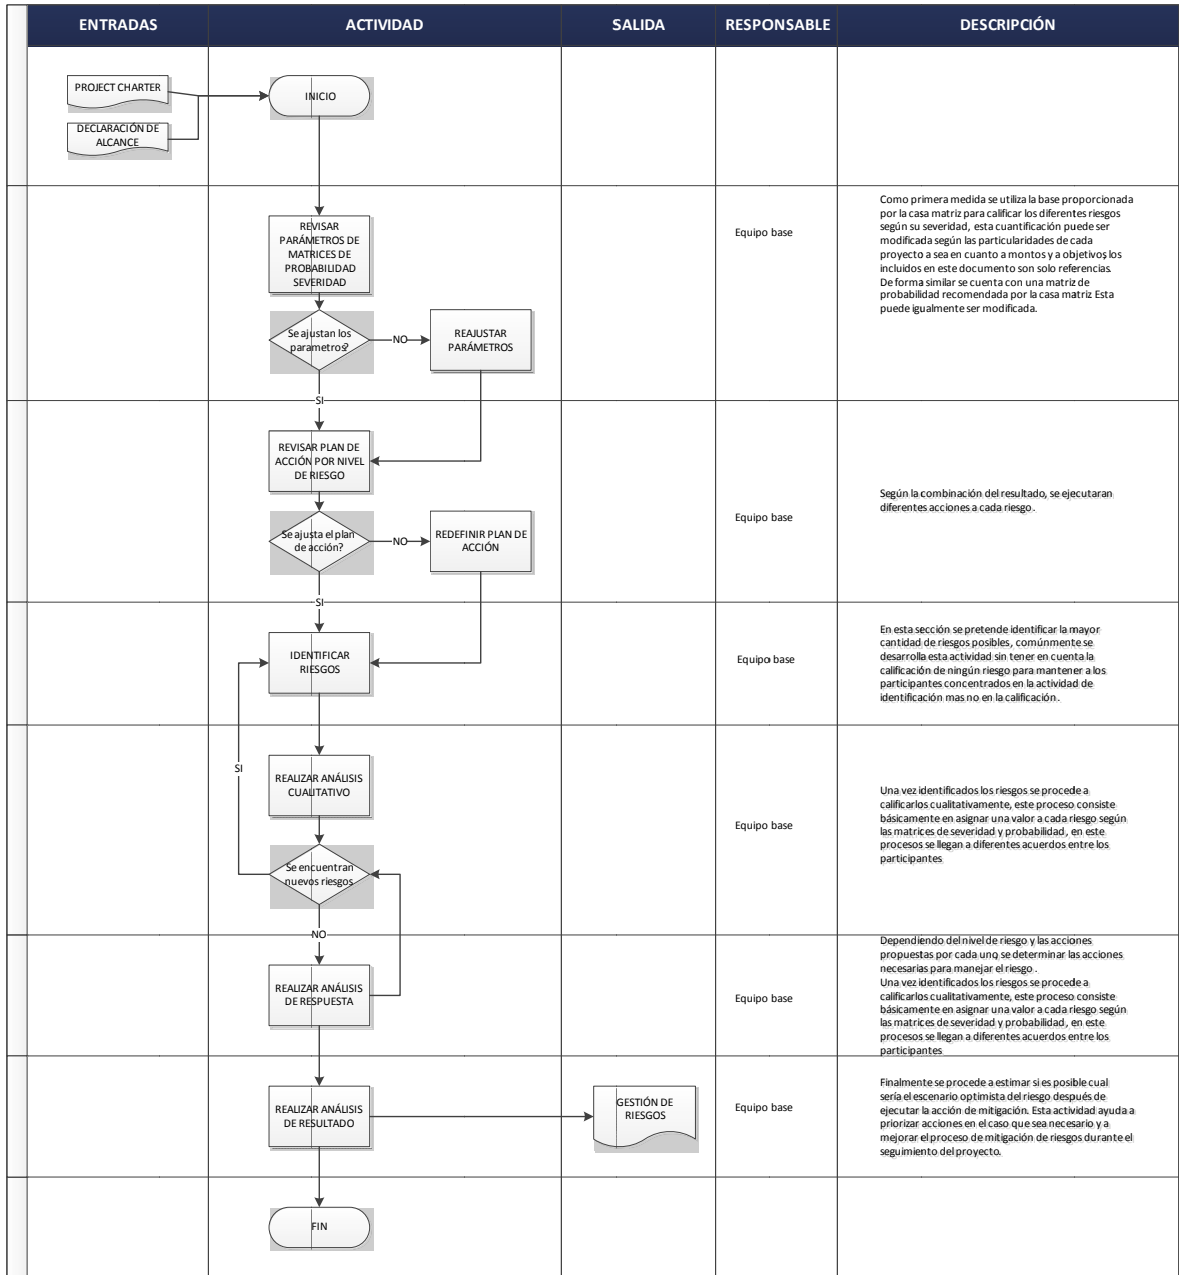 ENTRADAS
ACTIVIDAD
SALIDA
RESPONSABLE
DESCRIPCIÓN
PROJECT CHARTER
DECLARACIÓN DE
ALCANCE
INICIO
REVISAR
PARÁMETROS DE
MATRICES DE
PROBABILIDAD
SEVERIDAD
Equipo base
Como primera medida se utiliza la base proporcionada
por la casa matriz para calificar los diferentes riesgos
según su severidad, esta cuantificación puede ser
modificada según las particularidades de cada
proyecto a sea en cuanto a montos y a objetivos, los
incluidos en este documento son solo referencias.
De forma similar se cuenta con una matriz de
probabilidad recomendada por la casa matriz Esta
puede igualmente ser modificada.
Se ajustan los
parametros?
NO
REAJUSTAR
PARÁMETROS
SI
REVISAR PLAN DE
ACCIÓN POR NIVEL
DE RIESGO
Equipo base
Según la combinación del resultado, se ejecutaran
diferentes acciones a cada riesgo.
Se ajusta el plan
de acción?
NO
REDEFINIR PLAN DE
ACCIÓN
SI
IDENTIFICAR
RIESGOS
Equipo base
En esta sección se pretende identificar la mayor
cantidad de riesgos posibles, comúnmente se
desarrolla esta actividad sin tener en cuenta la
calificación de ningún riesgo para mantener a los
participantes concentrados en la actividad de
identificación mas no en la calificación.
SI
REALIZAR ANÁLISIS
CUALITATIVO
Equipo base
Una vez identificados los riesgos se procede a
calificarlos cualitativamente, este proceso consiste
básicamente en asignar una valor a cada riesgo según
las matrices de severidad y probabilidad, en este
procesos se llegan a diferentes acuerdos entre los
participantes
Se encuentran
nuevos riesgos
NO
REALIZAR ANÁLISIS
DE RESPUESTA
Equipo base
Dependiendo del nivel de riesgo y las acciones
propuestas por cada uno, se determinar las acciones
necesarias para manejar el riesgo.
Una vez identificados los riesgos se procede a
calificarlos cualitativamente, este proceso consiste
básicamente en asignar una valor a cada riesgo según
las matrices de severidad y probabilidad, en este
procesos se llegan a diferentes acuerdos entre los
participantes
REALIZAR ANÁLISIS
DE RESULTADO
GESTIÓN DE
RIESGOS
Equipo base
Finalmente se procede a estimar si es posible cual
sería el escenario optimista del riesgo después de
ejecutar la acción de mitigación. Esta actividad ayuda a
priorizar acciones en el caso que sea necesario y a
mejorar el proceso de mitigación de riesgos durante el
seguimiento del proyecto.
FIN